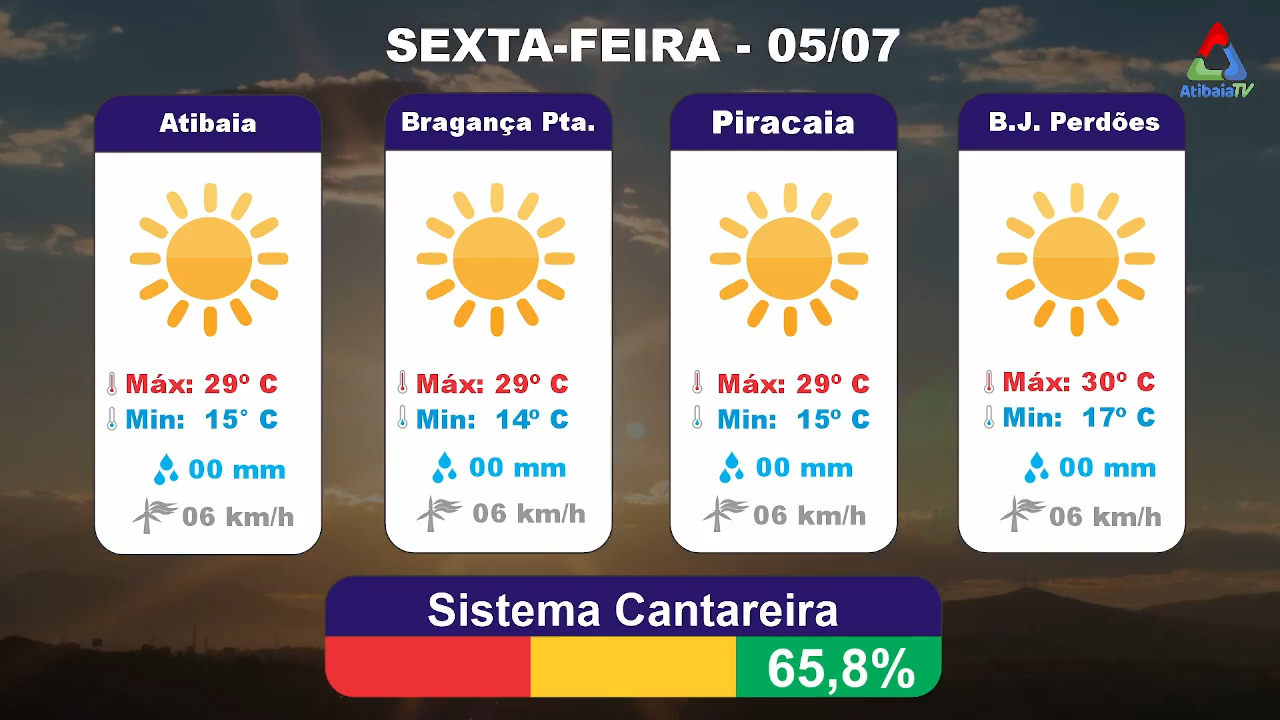 SEXTA-FEIRA - 05/07
AtibaiaTV
Atibaia
Máx: 29º C
Min: 15° C
00 mm
06 km/h
Bragança Pta.
Máx: 29º C
Min: 14º C
00 mm
06 km/h
Piracaia
Máx: 29º C
Min: 15º C
00 mm
06 km/h
B.J. Perdões
Máx: 30º C
Min: 17º C
00 mm
06 km/h
Sistema Cantareira
65,8%